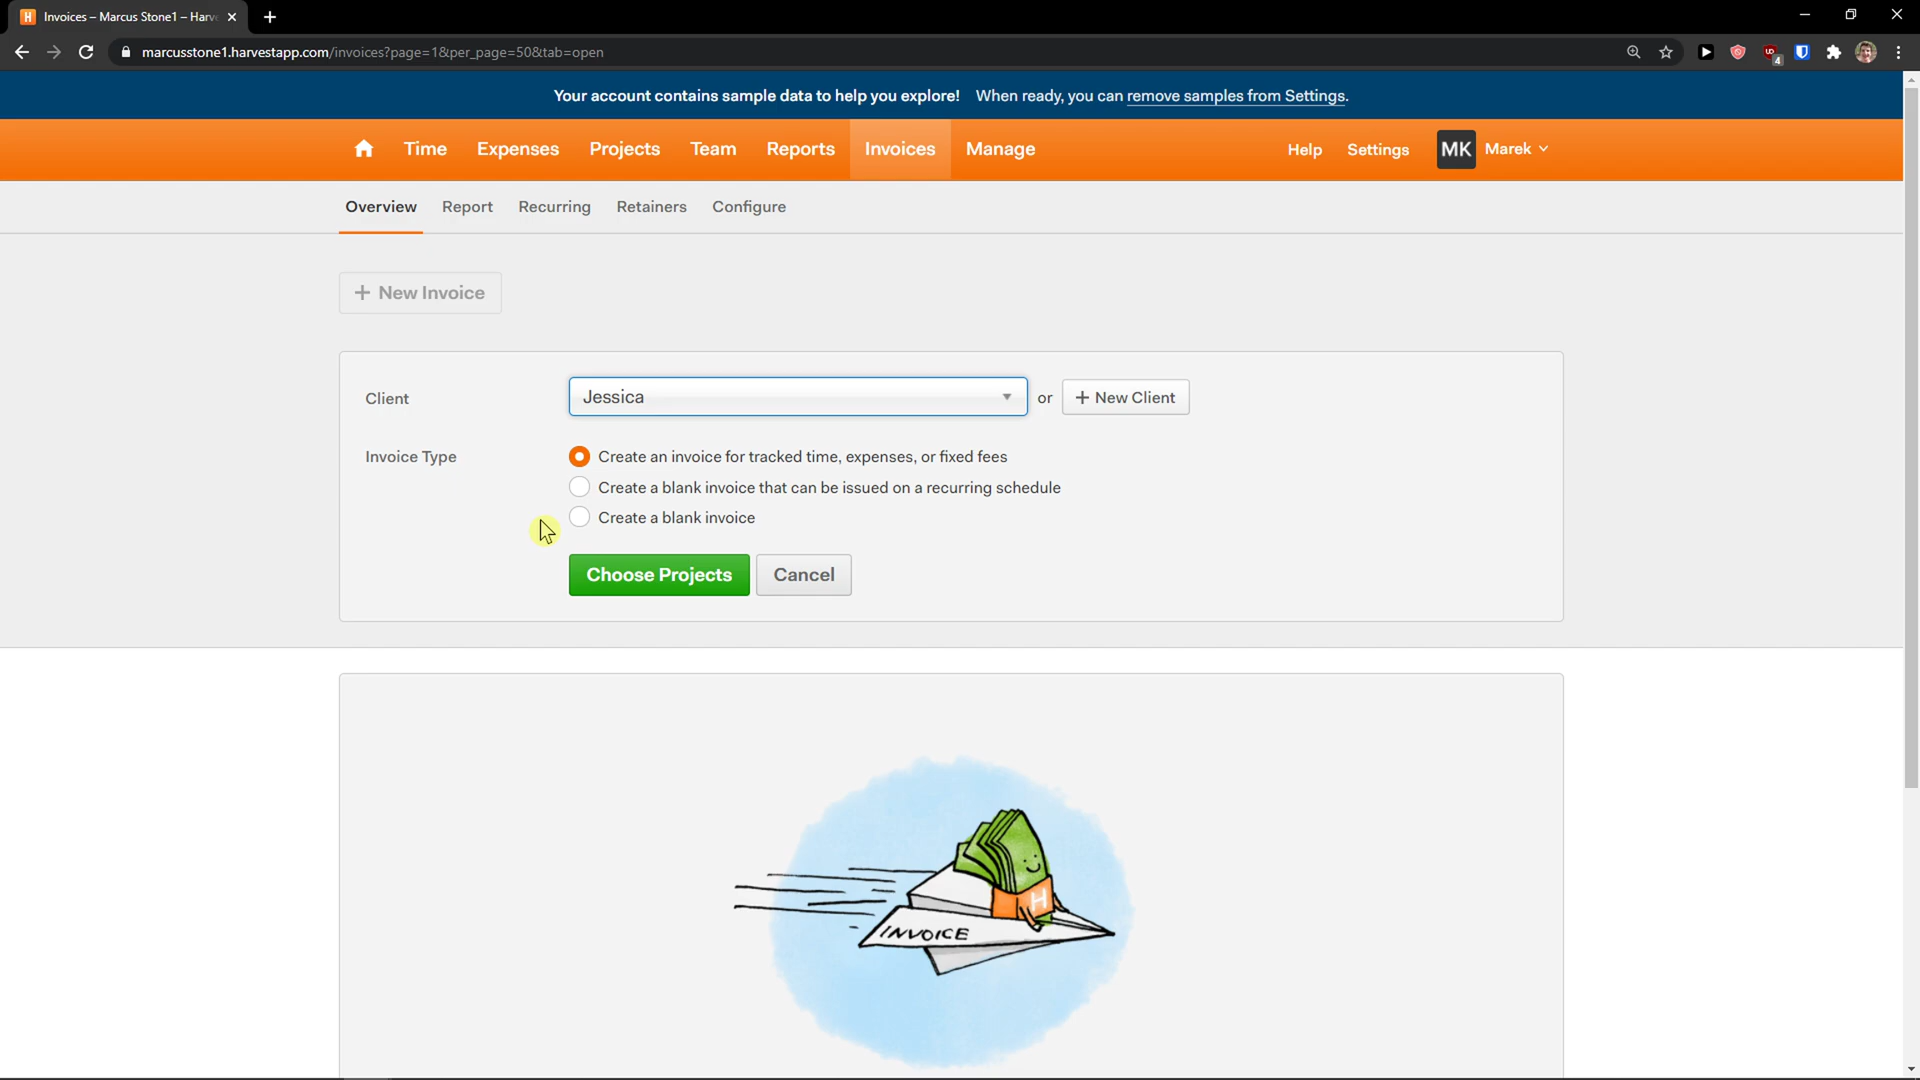 Invoices – Marcus Stone1 – Harv
marcusstone1.harvestapp.com/invoices?page=1&per_page=50&tab=open
UD
4
Your account contains sample data to help you explore! When ready, you can remove samples from Settings.
Time Expenses Projects Team Reports Invoices Manage Help Settings MK Marek
Overview Report Recurring Retainers Configure
+ New Invoice
Client Jessica or + New Client
Invoice Type Create an invoice for tracked time, expenses, or fixed fees
Create a blank invoice that can be issued on a recurring schedule
Create a blank invoice
Choose Projects Cancel
H
INVOICE